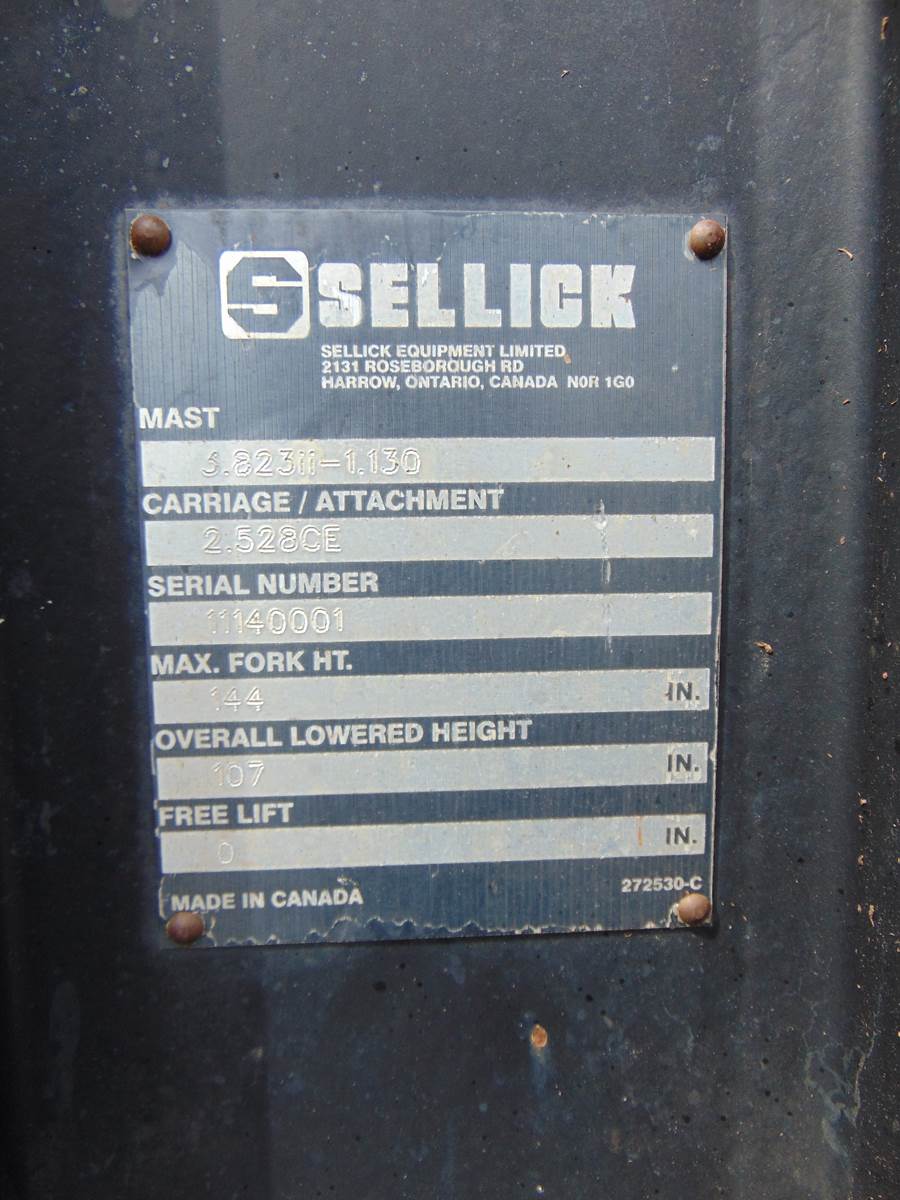 S SELLICK
SELLICK EQUIPMENT LIMITED
2131 ROSEBOROUGH RD
HARROW, ONTARIO, CANADA N0R 1G0
MAST
CARRIAGE / ATTACHMENT
2.528CE
SERIAL NUMBER
11140001
MAX. FORK HT.
144 IN.
OVERALL LOWERED HEIGHT
107 IN.
FREE LIFT
0 IN.
MADE IN CANADA 272530-C